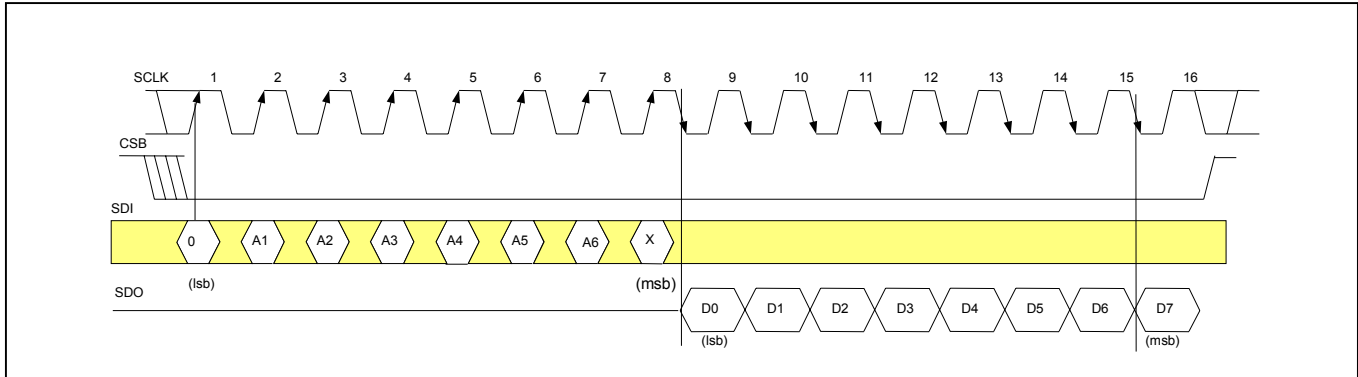 SCLK 1 2 3 4 5 6 7 8 9 10 11 12 13 14 15 16
CSB
SDI
0 A1 A2 A3 A4 A5 A6 X
(lsb) (msb)
SDO
D0 D1 D2 D3 D4 D5 D6 D7
(lsb) (msb)